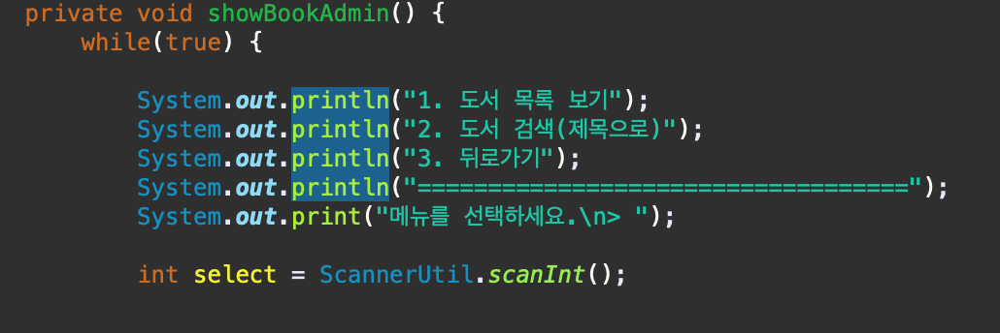 private void showBookAdmin() {
while(true) {
System.out.println("1. 도서 목록 보기");
System.out.println("2. 도서 검색(제목으로)");
System.out.println("3. 뒤로가기");
System.out.println("===================================");
System.out.print("메뉴를 선택하세요.\n> ");
int select = ScannerUtil.scanInt();